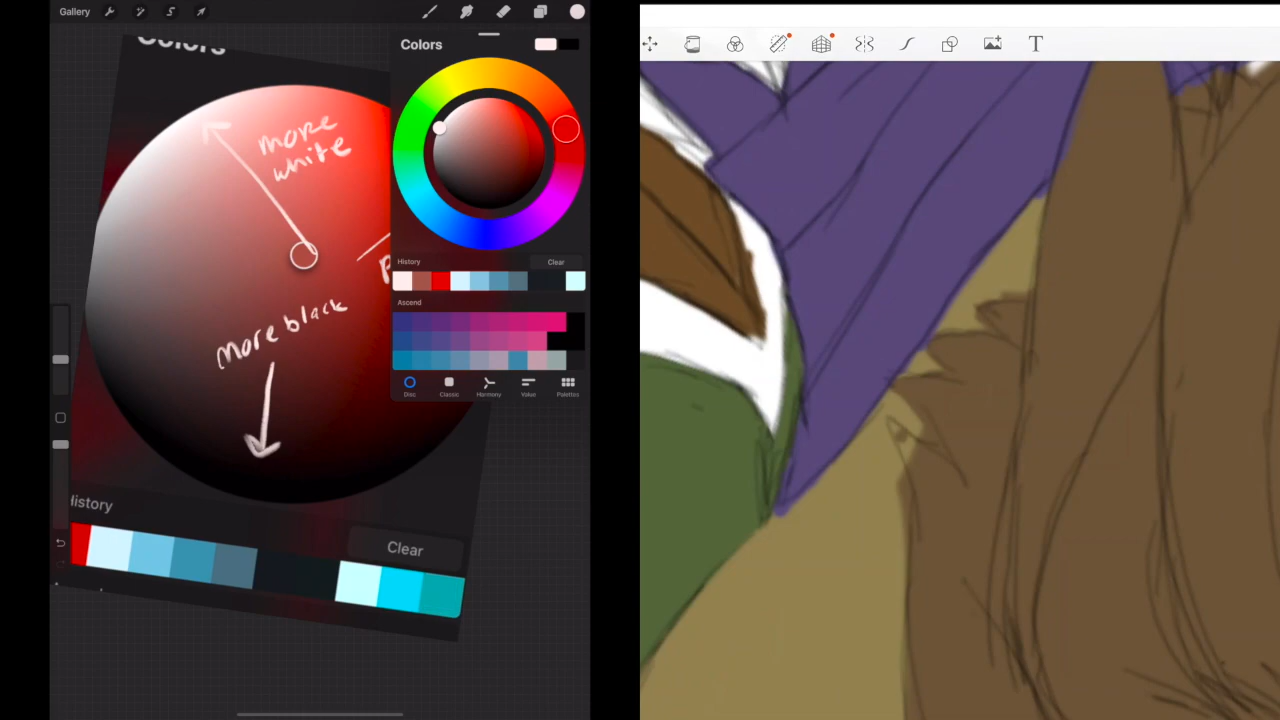 Gallery
Colors
Colors
more
white
More black
History
Clear
Ascend
Disc
Classic
Harmony
Value
Palettes
History
Clear
T